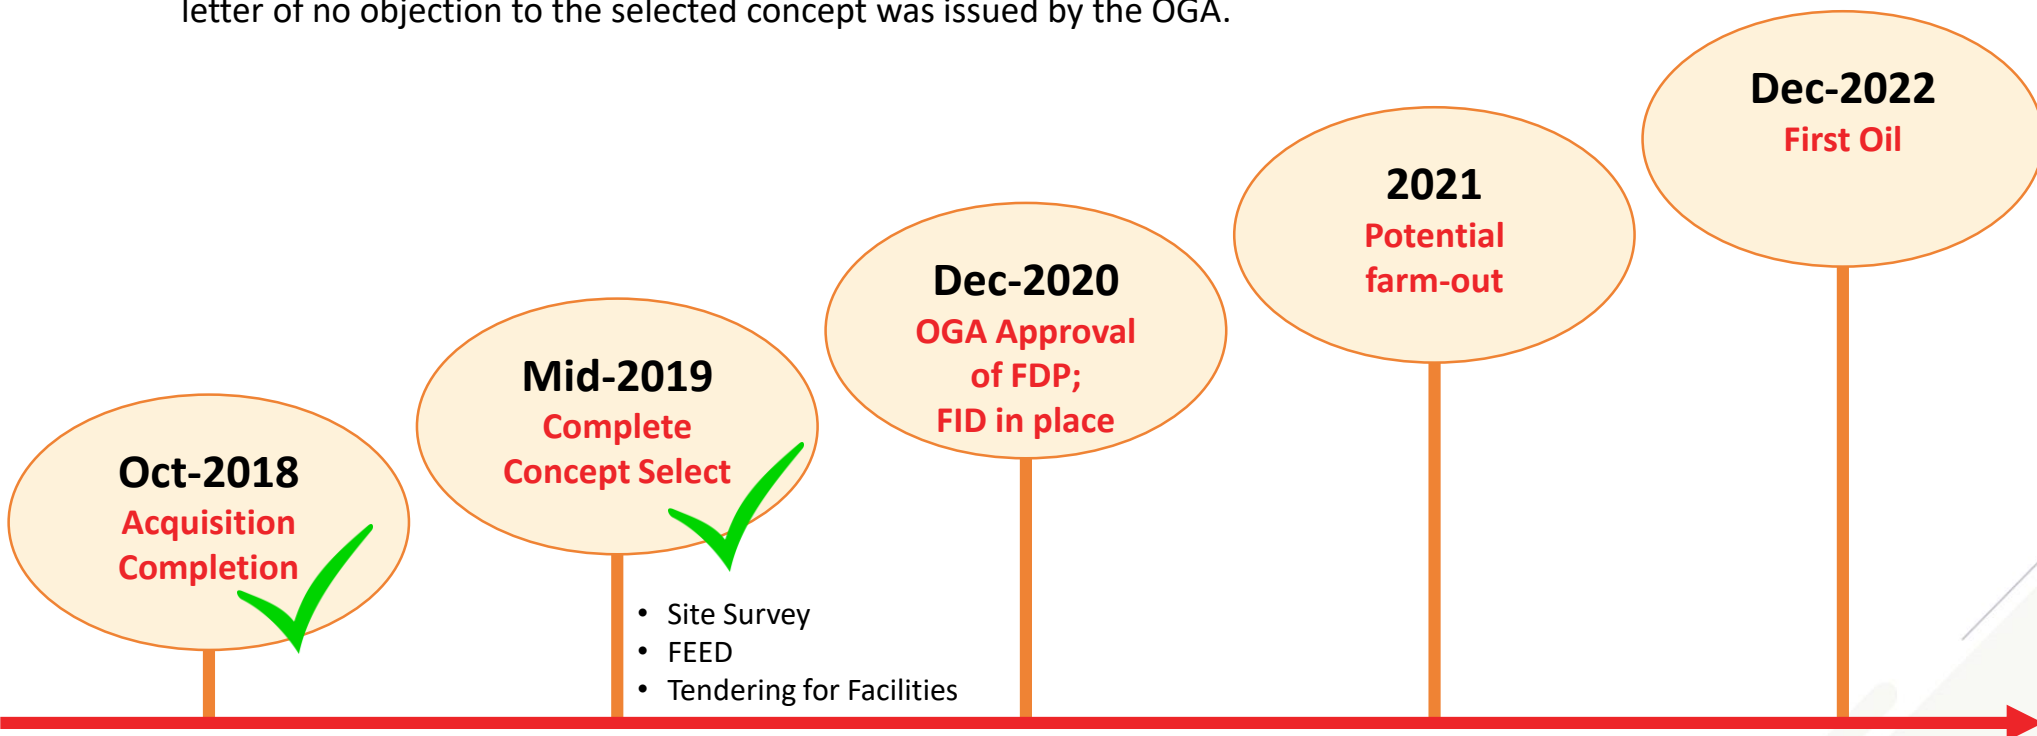 letter of no objection to the selected concept was issued by the OGA.
Oct-2018
Acquisition
Completion
Mid-2019
Complete
Concept Select
• Site Survey
• FEED
• Tendering for Facilities
Dec-2020
OGA Approval
of FDP;
FID in place
2021
Potential
farm-out
Dec-2022
First Oil